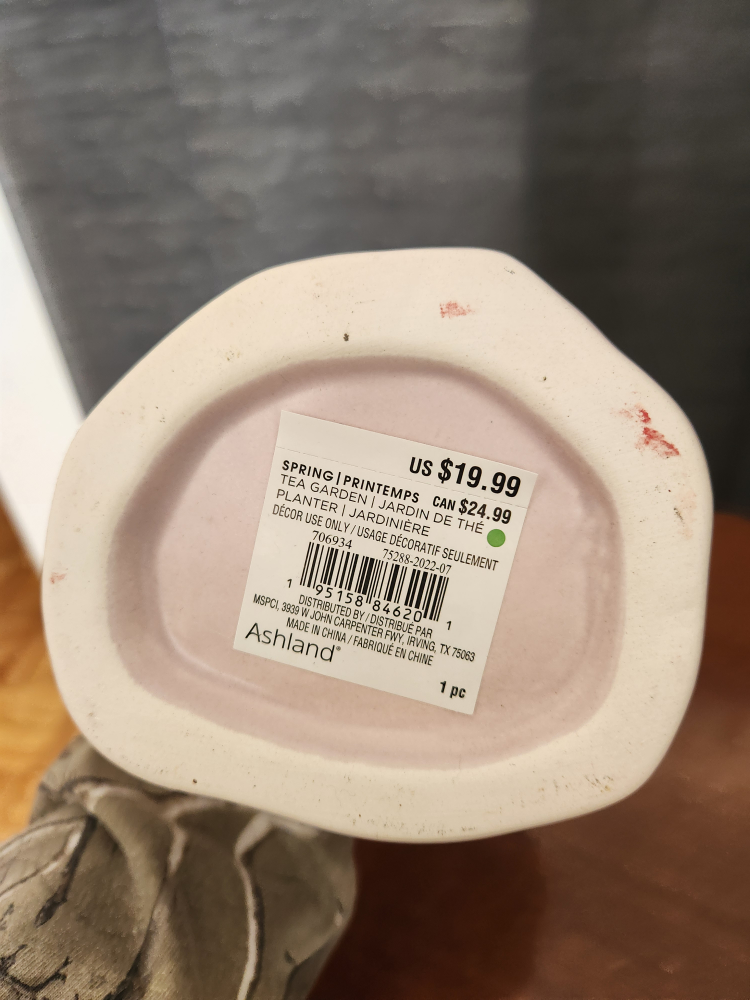 US $19.99
SPRING | PRINTEMPS CAN $24.99
TEA GARDEN | JARDIN DE THÉ
PLANTER | JARDINIÈRE
DÉCOR USE ONLY / USAGE DÉCORATIF SEULEMENT
706934 75288-2022-07
1 95158 84620 1
DISTRIBUTED BY / DISTRIBUÉ PAR
MSPCI, 3939 W JOHN CARPENTER FWY, IRVING, TX 75063
MADE IN CHINA / FABRIQUÉ EN CHINE
Ashland®
1 pc